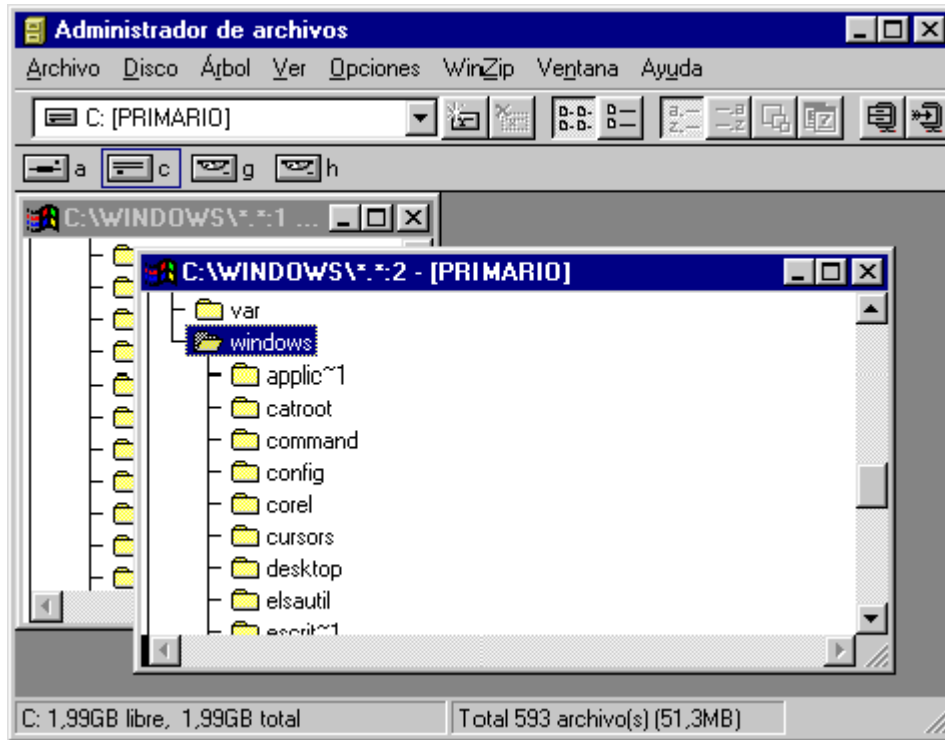 Administrador de archivos
Archivo Disco Árbol Ver Opciones WinZip Ventana Ayuda
C: [PRIMARIO]
a c g h
C:\WINDOWS\*.*:1 ...
C:\WINDOWS\*.*:2 - [PRIMARIO]
var
windows
applic~1
catroot
command
config
corel
cursors
desktop
elsautil
escrit~1
C: 1,99GB libre, 1,99GB total Total 593 archivo(s) (51,3MB)